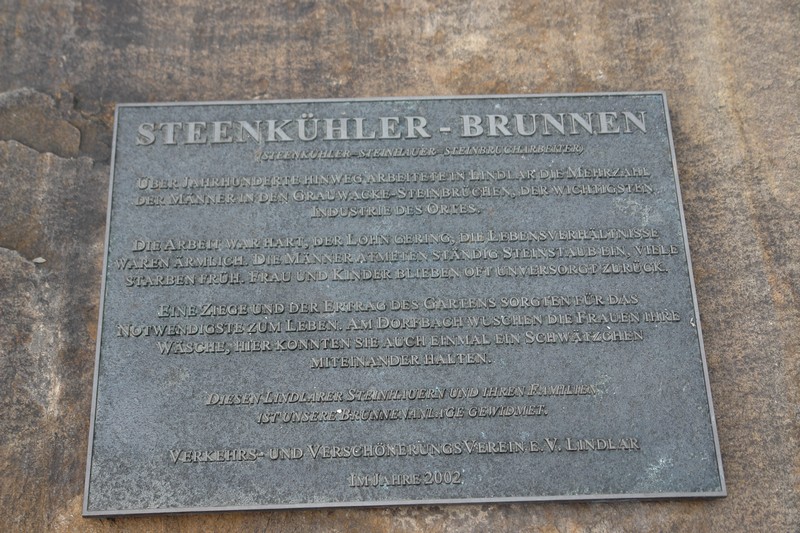 STEENKÜHLER - BRUNNEN
(STEENKÜHLER - STEINHAUER - STEINBRUCHARBEITER)
ÜBER JAHRHUNDERTE HINWEG ARBEITETE IN LINDLAR DIE MEHRZAHL
DER MÄNNER IN DEN GRAUWACKE-STEINBRÜCHEN, DER WICHTIGSTEN
INDUSTRIE DES ORTES.
DIE ARBEIT WAR HART, DER LOHN GERING, DIE LEBENSVERHÄLTNISSE
WAREN ÄRMLICH. DIE MÄNNER ATMETEN STÄNDIG STEINSTAUB EIN, VIELE
STARBEN FRÜH. FRAU UND KINDER BLIEBEN OFT UNVERSORGT ZURÜCK.
EINE ZIEGE UND DER ERTRAG DES GARTENS SORGTEN FÜR DAS
NOTWENDIGSTE ZUM LEBEN. AM DORFBACH WUSCHEN DIE FRAUEN IHRE
WÄSCHE, HIER KONNTEN SIE AUCH EINMAL EIN SCHWÄTZCHEN
MITEINANDER HALTEN.
DIESEN LINDLARER STEINHAUERN UND IHREN FAMILIEN
IST UNSERE BRUNNENANLAGE GEWIDMET.
VERKEHRS- UND VERSCHÖNERUNGSVEREIN E.V. LINDLAR
IM JAHRE 2002